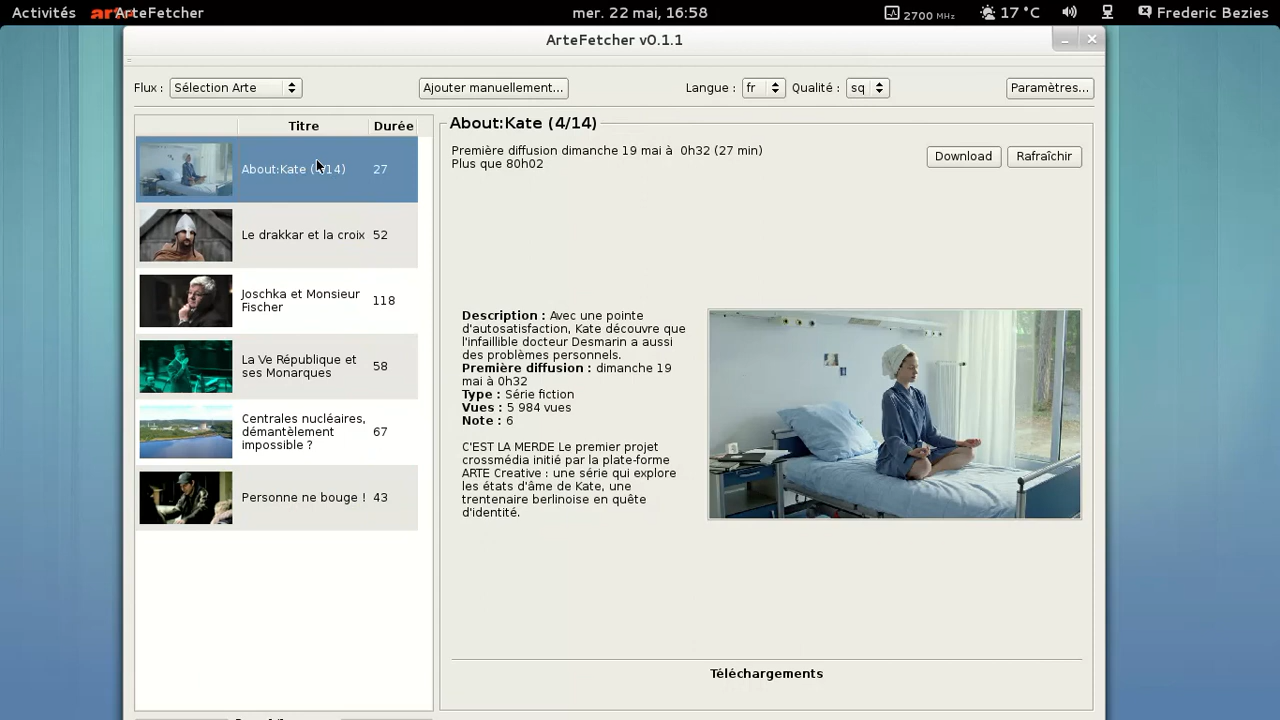 Activités arte ArteFetcher mer. 22 mai, 16:58 2700 MHz 17 °C Frederic Bezies
ArteFetcher v0.1.1
Flux : Sélection Arte Ajouter manuellement... Langue : fr Qualité : sq Paramètres...
Titre Durée
About:Kate (4/14) 27
Le drakkar et la croix 52
Joschka et Monsieur
Fischer
118
La Ve République et
ses Monarques
58
Centrales nucléaires,
démantèlement
impossible ?
67
Personne ne bouge ! 43
About:Kate (4/14)
Première diffusion dimanche 19 mai à 0h32 (27 min)
Plus que 80h02
Download Rafraîchir
Description : Avec une pointe
d'autosatisfaction, Kate découvre que
l'infaillible docteur Desmarin a aussi
des problèmes personnels.
Première diffusion : dimanche 19
mai à 0h32
Type : Série fiction
Vues : 5 984 vues
Note : 6
C'EST LA MERDE Le premier projet
crossmédia initié par la plate-forme
ARTE Creative : une série qui explore
les états d'âme de Kate, une
trentenaire berlinoise en quête
d'identité.
Téléchargements